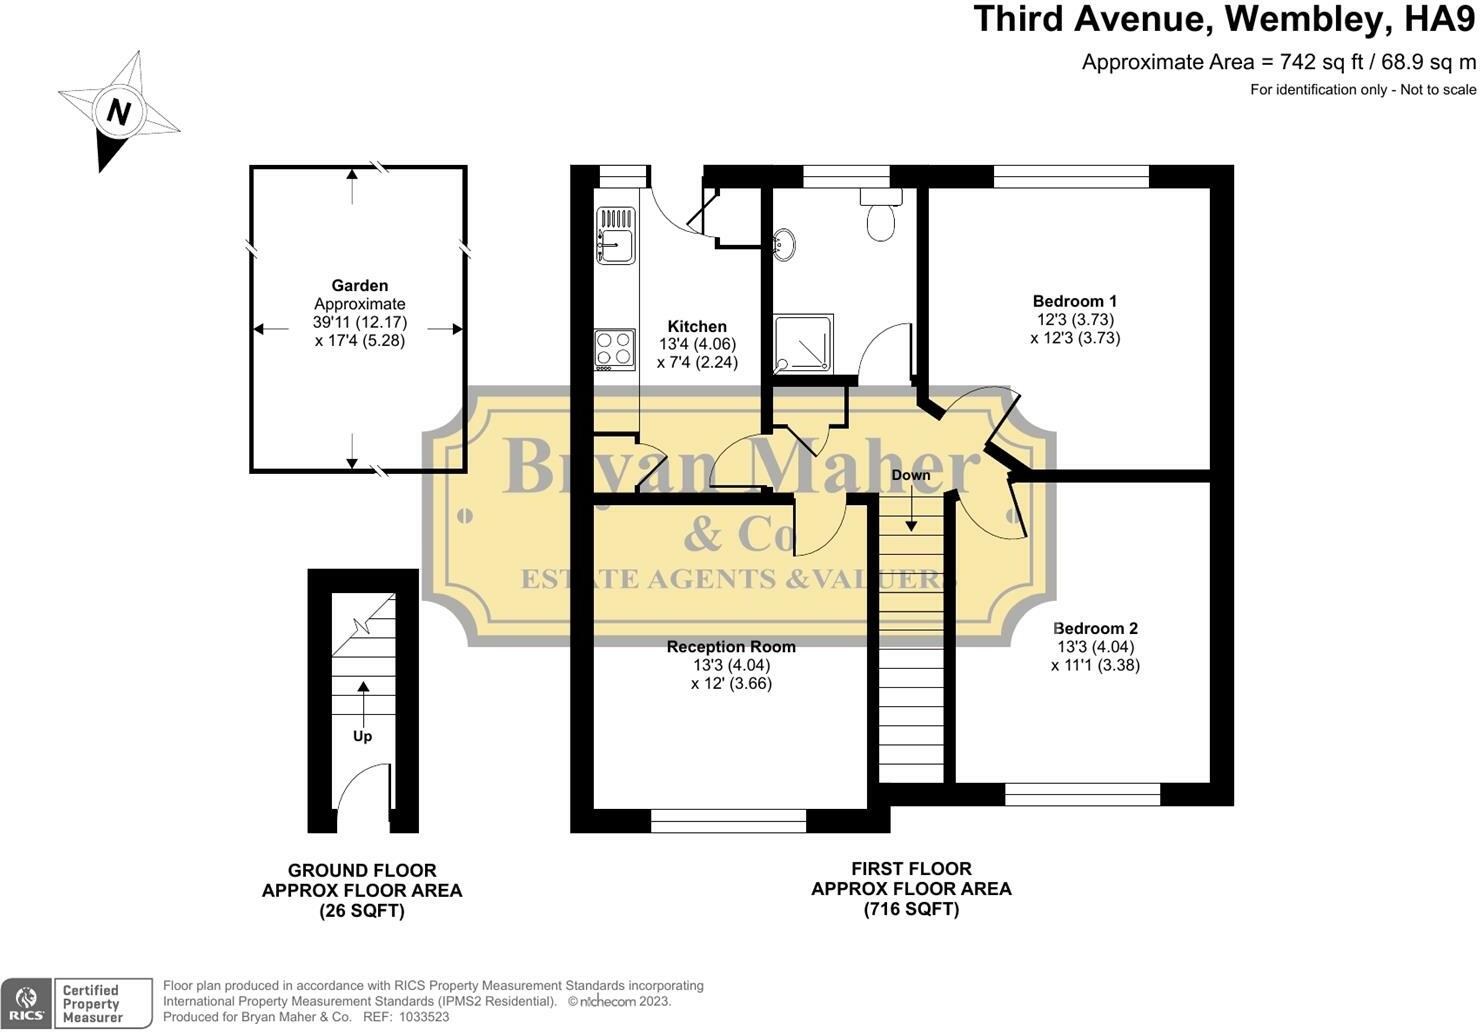 Third Avenue, Wembley, HA9
Approximate Area = 742 sq ft / 68.9 sq m
For identification only - Not to scale
N
Garden
Approximate
39'11 (12.17)
x 17'4 (5.28)
Kitchen
13'4 (4.06)
x 7'4 (2.24)
Bedroom 1
12'3 (3.73)
x 12'3 (3.73)
Bryan Maher
& Co
ESTATE AGENTS & VALUERS
Down
Reception Room
13'3 (4.04)
x 12' (3.66)
Bedroom 2
13'3 (4.04)
x 11'1 (3.38)
Up
GROUND FLOOR
APPROX FLOOR AREA
(26 SQFT)
FIRST FLOOR
APPROX FLOOR AREA
(716 SQFT)
RICS
Certified
Property
Measurer
Floor plan produced in accordance with RICS Property Measurement Standards incorporating
International Property Measurement Standards (IPMS2 Residential). © nichecom 2023.
Produced for Bryan Maher & Co. REF: 1033523